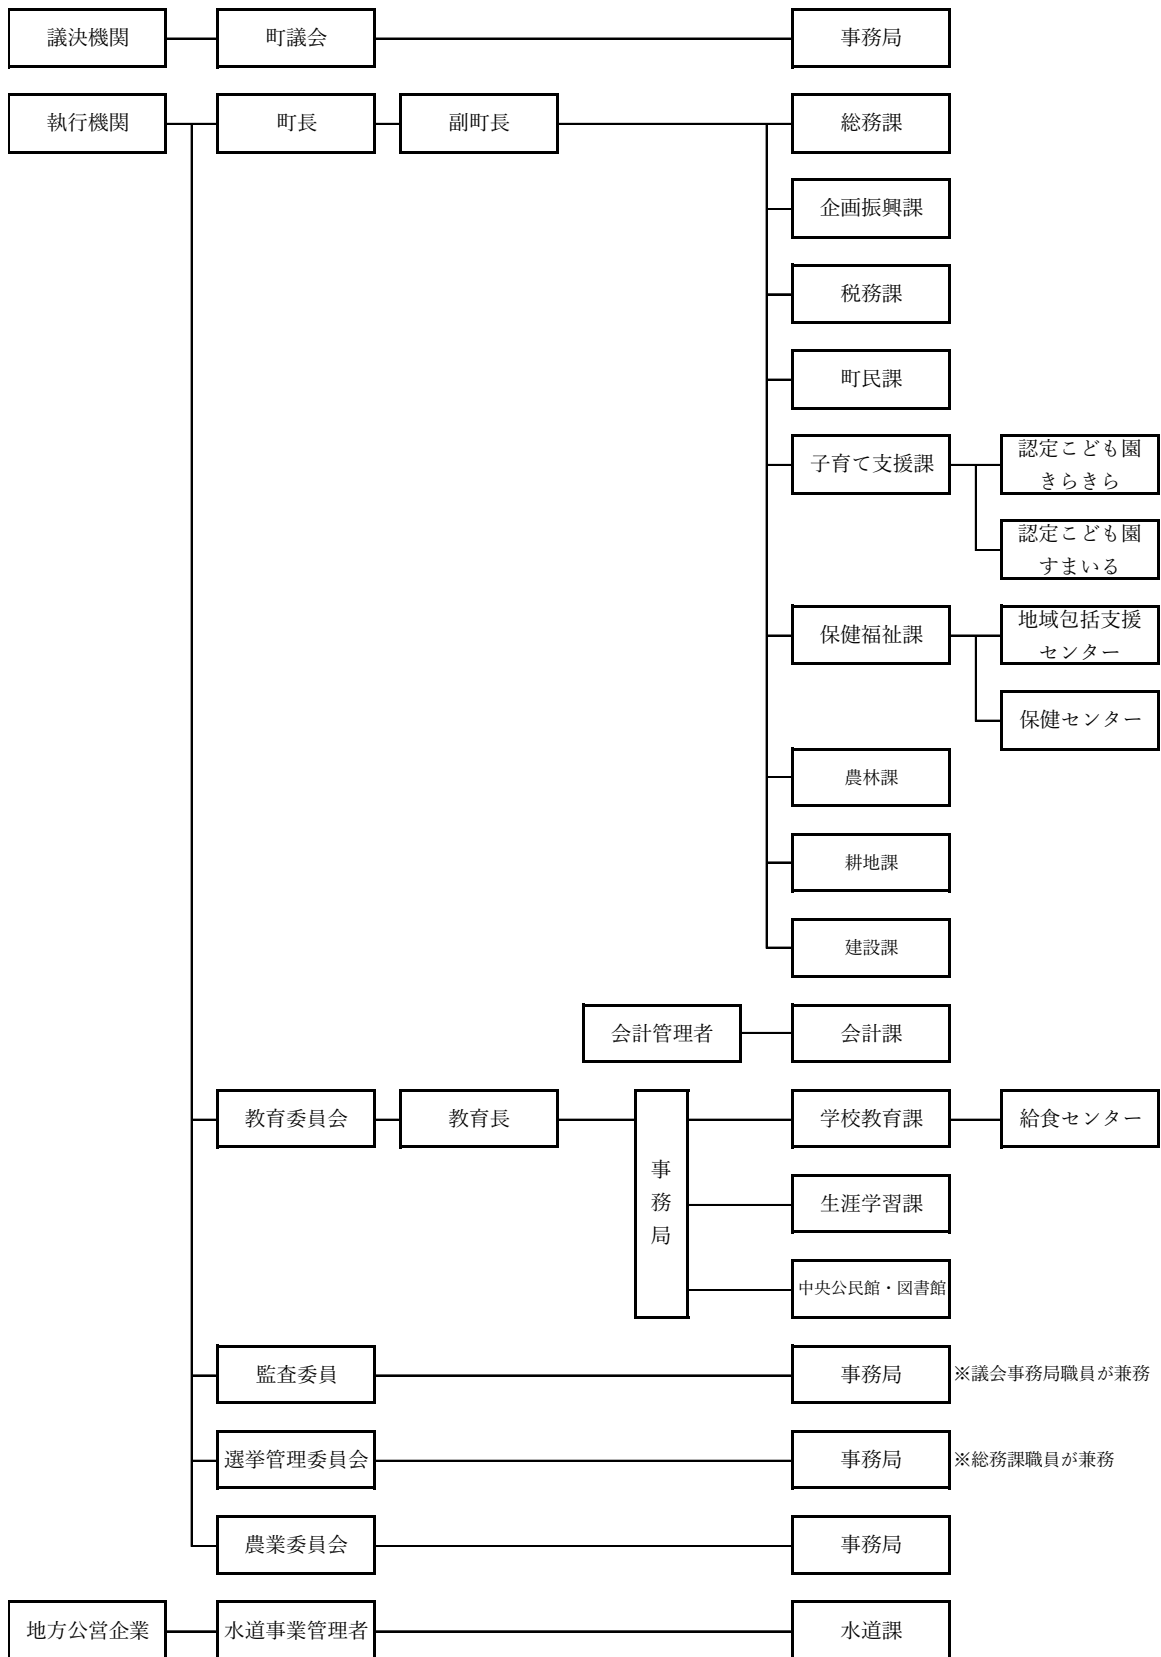 議決機関
町議会
事務局
執行機関
町長
副町長
総務課
企画振興課
税務課
町民課
子育て支援課
認定こども園
きらきら
認定こども園
すまいる
保健福祉課
地域包括支援
センター
保健センター
農林課
耕地課
建設課
会計管理者
会計課
教育委員会
教育長
事務局
学校教育課
給食センター
生涯学習課
中央公民館・図書館
監査委員
事務局
※議会事務局職員が兼務
選挙管理委員会
事務局
※総務課職員が兼務
農業委員会
事務局
地方公営企業
水道事業管理者
水道課